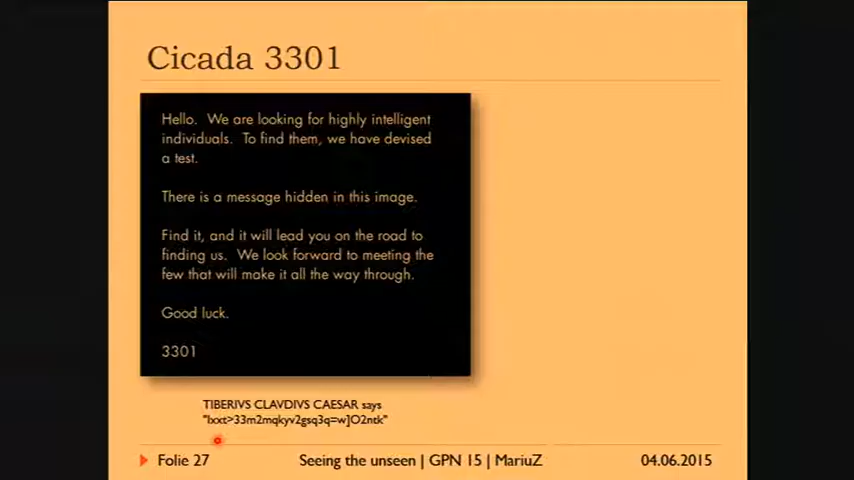 Cicada 3301
Hello. We are looking for highly intelligent
individuals. To find them, we have devised
a test.
There is a message hidden in this image.
Find it, and it will lead you on the road to
finding us. We look forward to meeting the
few that will make it all the way through.
Good luck.
3301
TIBERIVS CLAVDIVS CAESAR says
"lxxt>33m2mqkyv2gsq3q=w]O2ntk"
Folie 27
Seeing the unseen | GPN 15 | MariuZ
04.06.2015